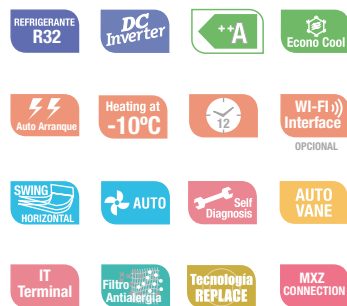 REFRIGERANTE
R32
DC
Inverter
++A
Econo Cool
Auto Arranque
Heating at
-10ºC
12
WI-FI
Interface
OPCIONAL
SWING
HORIZONTAL
AUTO
Self
Diagnosis
AUTO
VANE
IT
Terminal
Filtro
Antialergia
Tecnología
REPLACE
MXZ
CONNECTION